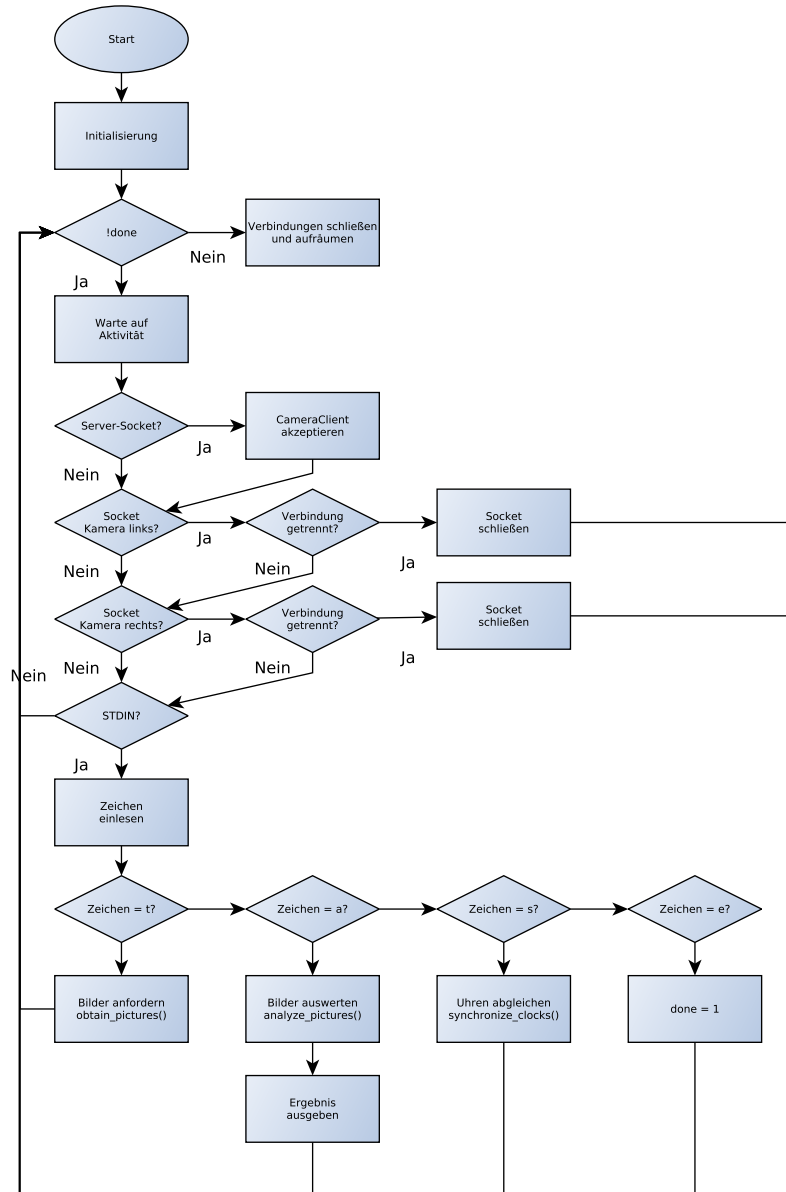 Start
Initialisierung
!done
Verbindungen schließen
und aufräumen
Nein
Ja
Warte auf
Aktivität
Server-Socket?
CameraClient
akzeptieren
Ja
Nein
Socket
Kamera links?
Verbindung
getrennt?
Socket
schließen
Ja
Ja
Nein
Nein
Socket
Kamera rechts?
Verbindung
getrennt?
Socket
schließen
Ja
Ja
Nein
Nein
Nein
STDIN?
Ja
Zeichen
einlesen
Zeichen = t?
Zeichen = a?
Zeichen = s?
Zeichen = e?
Bilder anfordern
obtain_pictures()
Bilder auswerten
analyze_pictures()
Uhren abgleichen
synchronize_clocks()
done = 1
Ergebnis
ausgeben